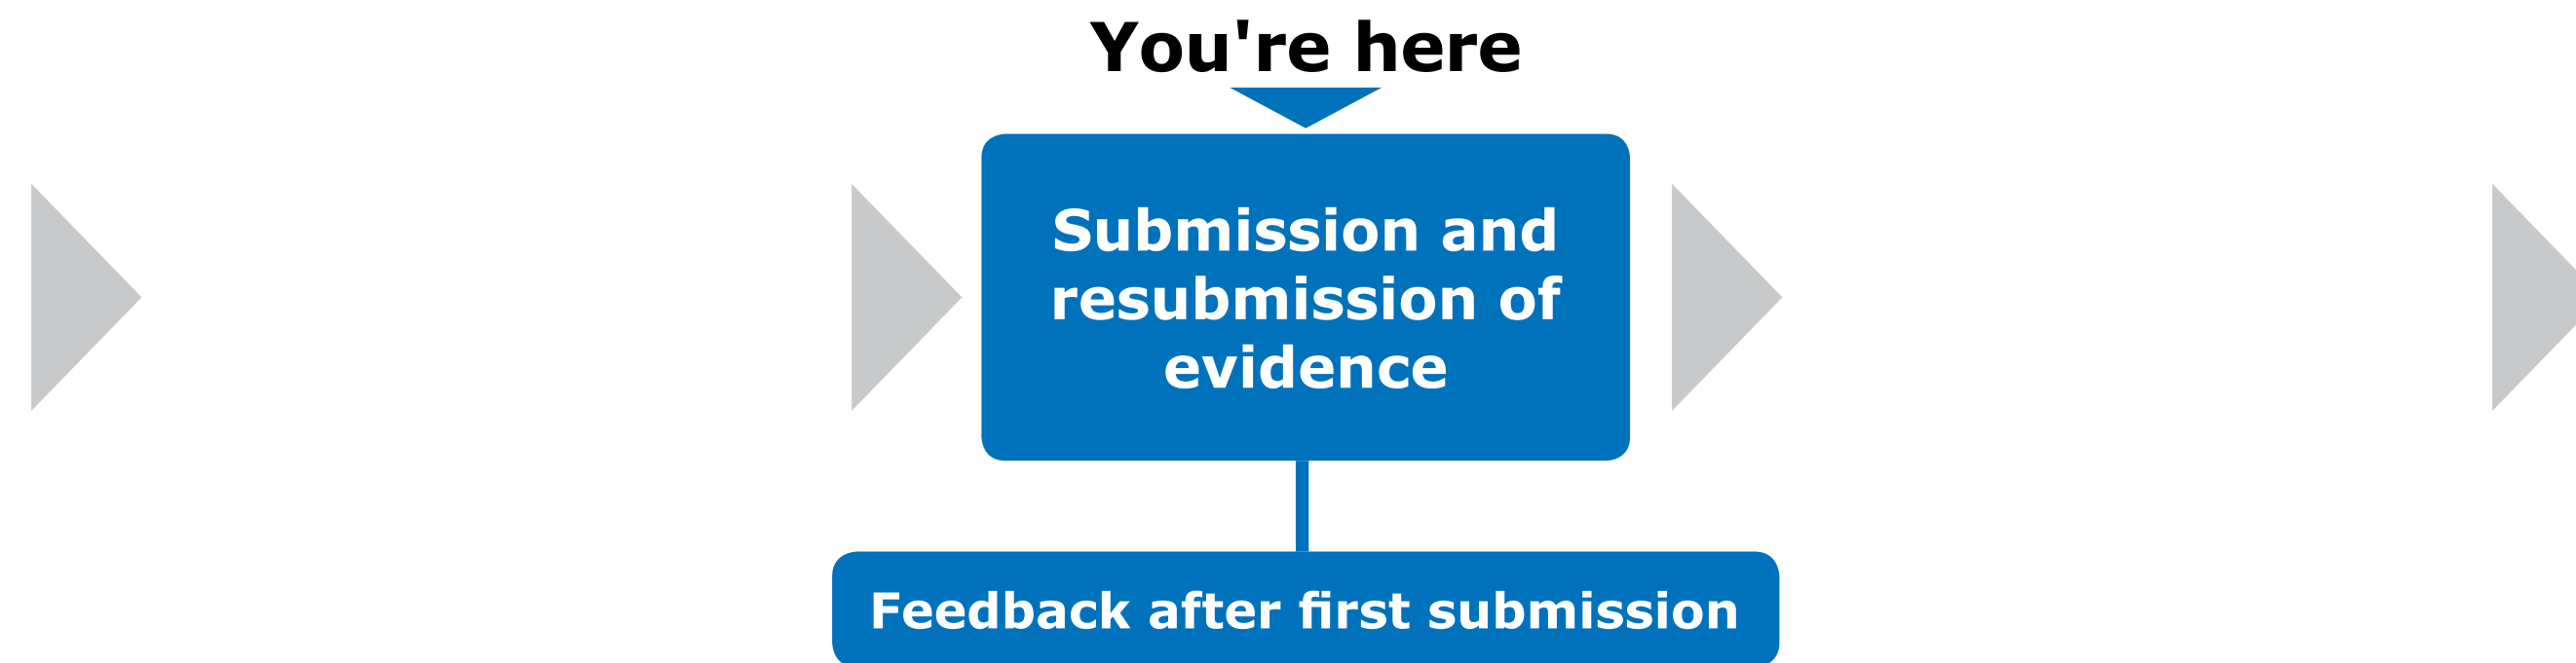 You're here
Submission and
resubmission of
evidence
Feedback after first submission